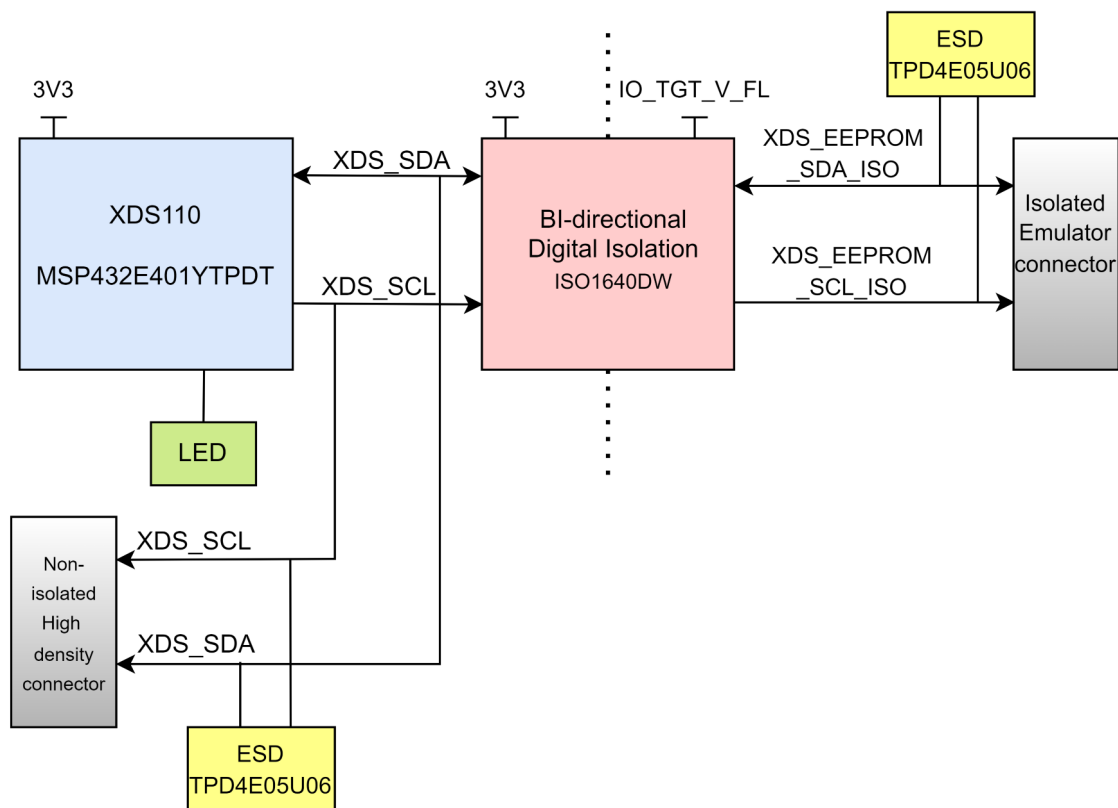 ESD
TPD4E05U06
3V3
3V3
IO_TGT_V_FL
XDS110
MSP432E401YTPDT
XDS_SDA
XDS_SCL
BI-directional
Digital Isolation
ISO1640DW
XDS_EEPROM
_SDA_ISO
XDS_EEPROM
_SCL_ISO
Isolated
Emulator
connector
LED
Non-
isolated
High
density
connector
XDS_SCL
XDS_SDA
ESD
TPD4E05U06